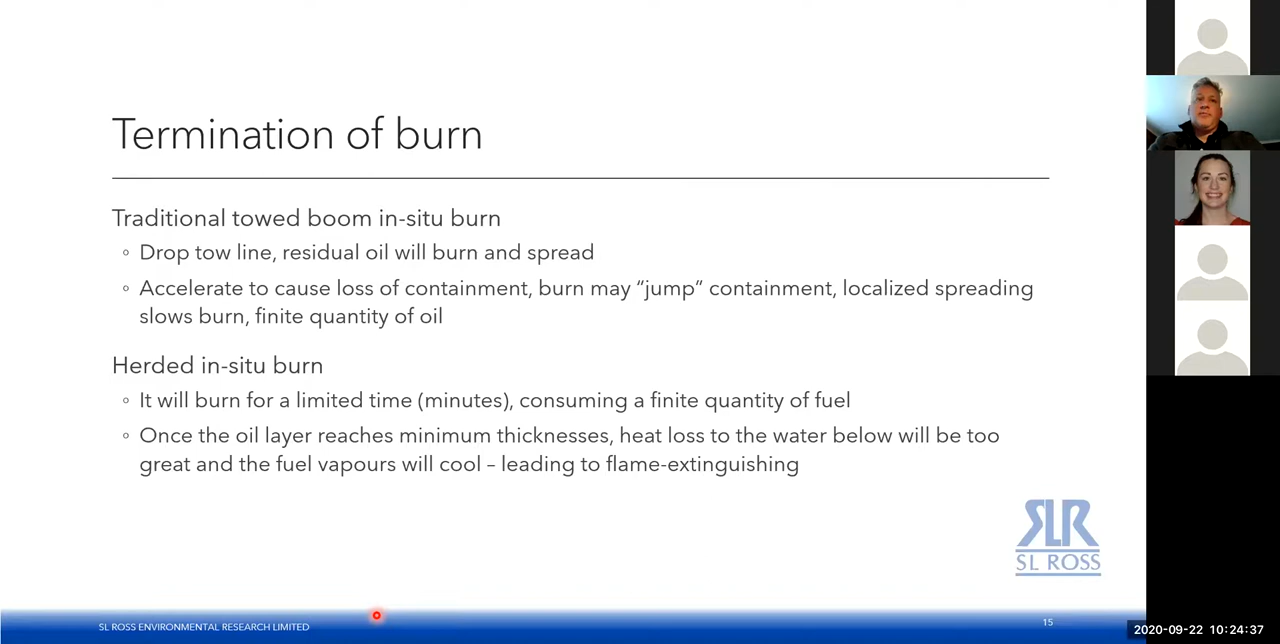 Termination of burn
Traditional towed boom in-situ burn
◦ Drop tow line, residual oil will burn and spread
◦ Accelerate to cause loss of containment, burn may “jump” containment, localized spreading
slows burn, finite quantity of oil
Herded in-situ burn
◦ It will burn for a limited time (minutes), consuming a finite quantity of fuel
◦ Once the oil layer reaches minimum thicknesses, heat loss to the water below will be too
great and the fuel vapours will cool – leading to flame-extinguishing
SLR
SL ROSS
SL ROSS ENVIRONMENTAL RESEARCH LIMITED
15
2020-09-22 10:24:37